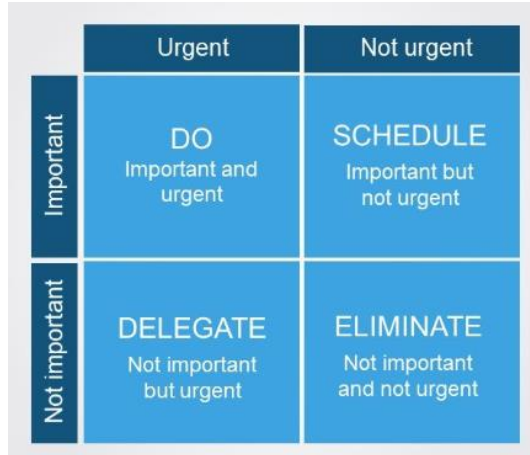 Urgent
Not urgent
Important
DO
Important and
urgent
SCHEDULE
Important but
not urgent
Not important
DELEGATE
Not important
but urgent
ELIMINATE
Not important
and not urgent